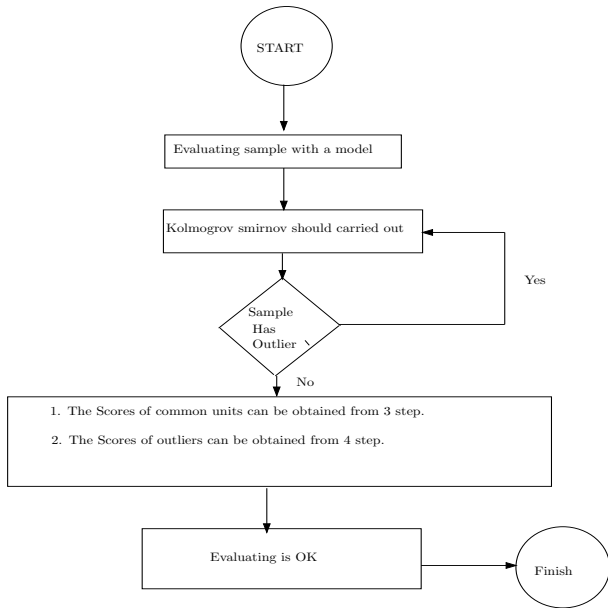 START
Evaluating sample with a model
Kolmogrov smirnov should carried out
Yes
Sample
Has
Outlier
No
1. The Scores of common units can be obtained from 3 step.
2. The Scores of outliers can be obtained from 4 step.
Evaluating is OK
Finish